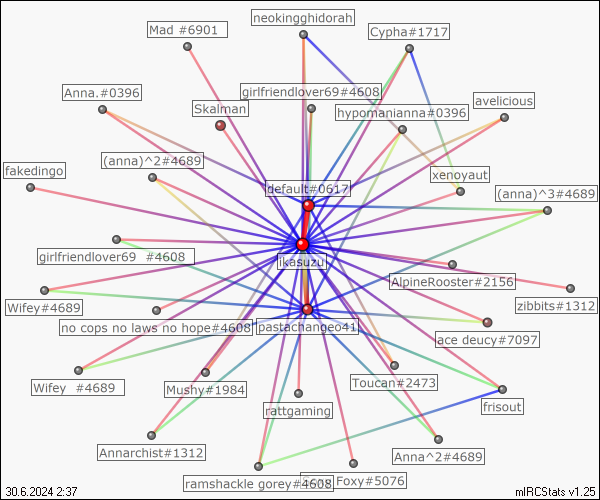 neokingghidorah
Mad #6901
Cypha#1717
girlfriendlover69#4608
Anna.#0396
avelicious
Skalman
hypomanianna#0396
(anna)^2#4689
fakedingo
xenoyaut
default#0617
(anna)^3#4689
girlfriendlover69 #4608
jkasuzu
AlpineRooster#2156
Wifey#4689
zibbits#1312
no cops no laws no hope#4608
pastachangeo41
ace deucy#7097
Wifey #4689
Mushy#1984
Toucan#2473
rattgaming
frisout
Annarchist#1312
Anna^2#4689
ramshackle gorey#4608
Foxy#5076
30.6.2024 2:37
mIRCStats v1.25